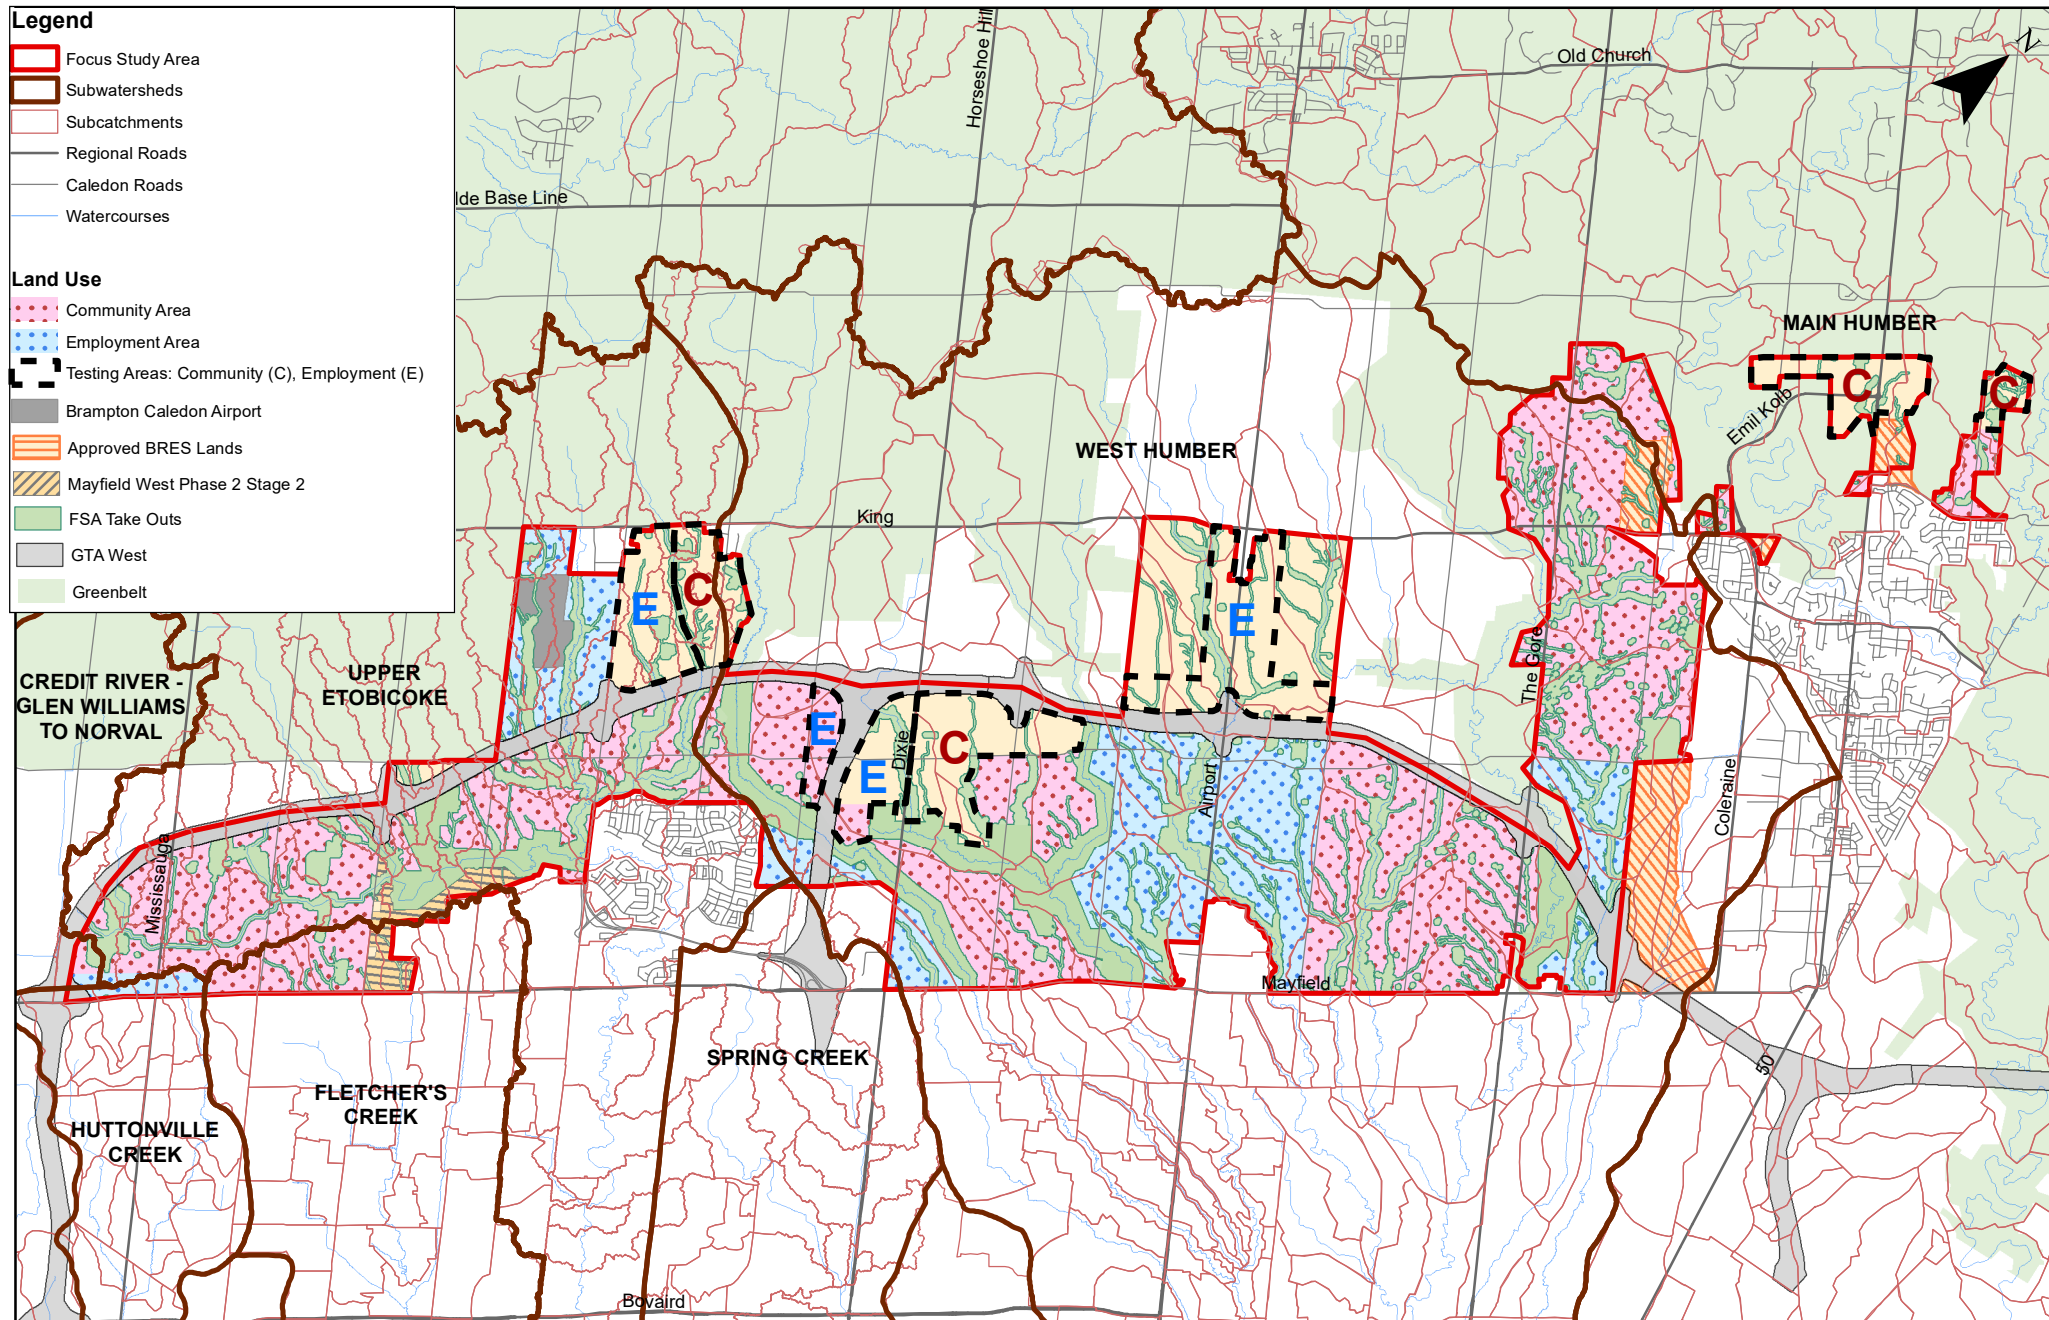 Legend
Focus Study Area
Subwatersheds
Subcatchments
Regional Roads
Caledon Roads
Watercourses
Land Use
Community Area
Employment Area
Testing Areas: Community (C), Employment (E)
Brampton Caledon Airport
Approved BRES Lands
Mayfield West Phase 2 Stage 2
FSA Take Outs
GTA West
Greenbelt
N
Horseshoe Hill
Old Church
lde Base Line
MAIN HUMBER
C
C
Emil Kolb
WEST HUMBER
King
E
C
E
The Gore
UPPER
ETOBICOKE
CREDIT RIVER -
GLEN WILLIAMS
TO NORVAL
E
E
Dixie
C
Airport
Coleraine
Mississauga
Mayfield
SPRING CREEK
50
FLETCHER'S
CREEK
HUTTONVILLE
CREEK
Bovaird